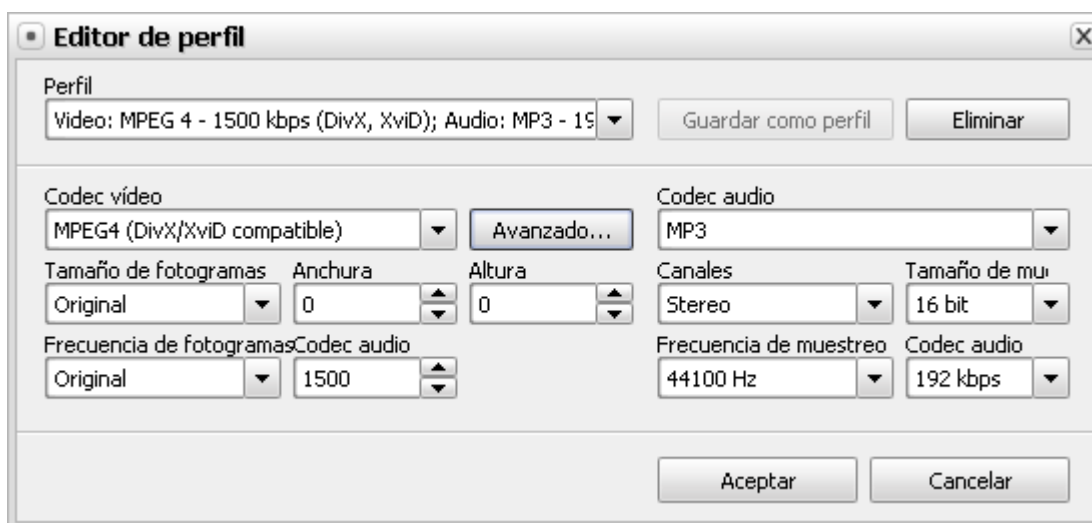 Editor de perfil
Perfil
Video: MPEG 4 - 1500 kbps (DivX, XviD); Audio: MP3 - 19
Guardar como perfil
Eliminar
Codec vídeo
Codec audio
MPEG4 (DivX/XviD compatible)
Avanzado...
MP3
Tamaño de fotogramas
Anchura
Altura
Canales
Tamaño de mu
Original
0
0
Stereo
16 bit
Frecuencia de fotogramas
Codec audio
Frecuencia de muestreo
Codec audio
Original
1500
44100 Hz
192 kbps
Aceptar
Cancelar